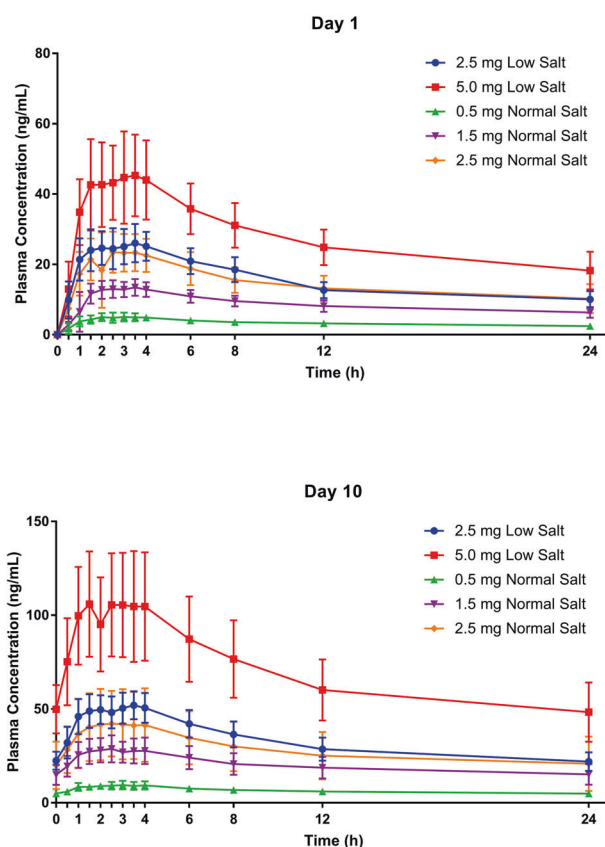 Day 1
Plasma Concentration (ng/mL)
80
60
40
20
0
2.5 mg Low Salt
5.0 mg Low Salt
0.5 mg Normal Salt
1.5 mg Normal Salt
2.5 mg Normal Salt
0 1 2 3 4 6 8 12 24
Time (h)
Day 10
Plasma Concentration (ng/mL)
150
100
50
0
2.5 mg Low Salt
5.0 mg Low Salt
0.5 mg Normal Salt
1.5 mg Normal Salt
2.5 mg Normal Salt
0 1 2 3 4 6 8 12 24
Time (h)